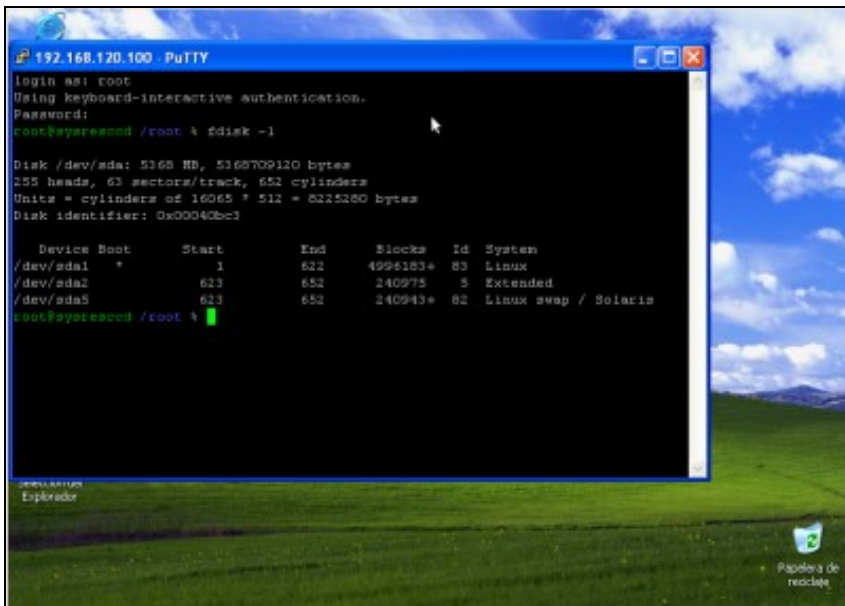 192.168.120.100 - PuTTY
login as: root
Using keyboard-interactive authentication.
Password:
root@sysresccd /root % fdisk -l
Disk /dev/sda: 5368 MB, 5368709120 bytes
255 heads, 63 sectors/track, 652 cylinders
Units = cylinders of 16065 * 512 = 8225280 bytes
Disk identifier: 0x00040bc3
Device Boot Start End Blocks Id System
/dev/sda1 * 1 622 4996183+ 83 Linux
/dev/sda2 623 652 240975 5 Extended
/dev/sda5 623 652 240943+ 82 Linux swap / Solaris
root@sysresccd /root %
Selección del
Explorador
Papelera de
reciclaje